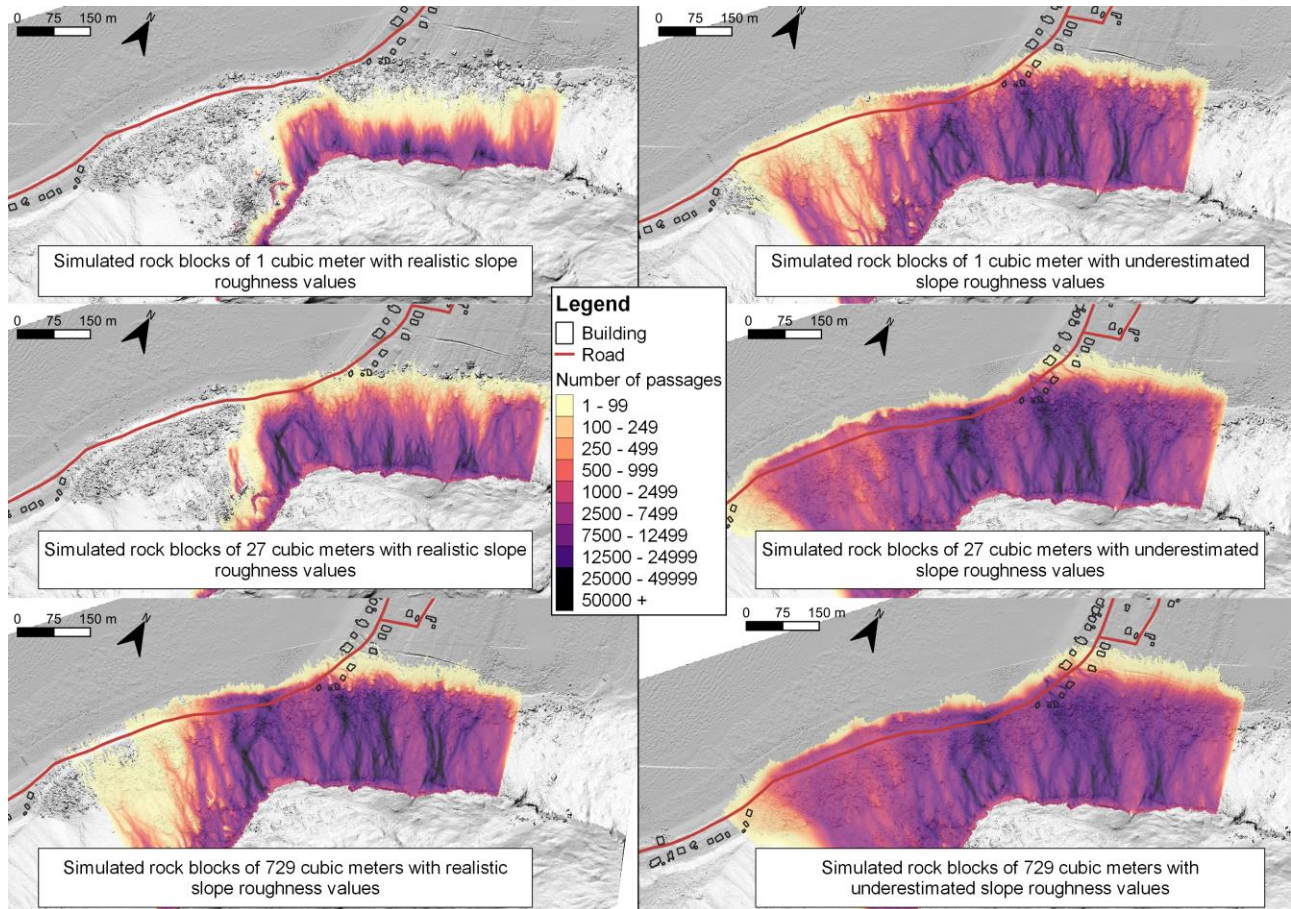 0 75 150 m
N
0 75 150 m
N
Simulated rock blocks of 1 cubic meter with realistic slope
roughness values
Simulated rock blocks of 1 cubic meter with underestimated
slope roughness values
Legend
Building
Road
Number of passages
1 - 99
100 - 249
250 - 499
500 - 999
1000 - 2499
2500 - 7499
7500 - 12499
12500 - 24999
25000 - 49999
50000 +
0 75 150 m
N
0 75 150 m
N
Simulated rock blocks of 27 cubic meters with realistic slope
roughness values
Simulated rock blocks of 27 cubic meters with underestimated
slope roughness values
0 75 150 m
N
0 75 150 m
N
Simulated rock blocks of 729 cubic meters with realistic
slope roughness values
Simulated rock blocks of 729 cubic meters with
underestimated slope roughness values